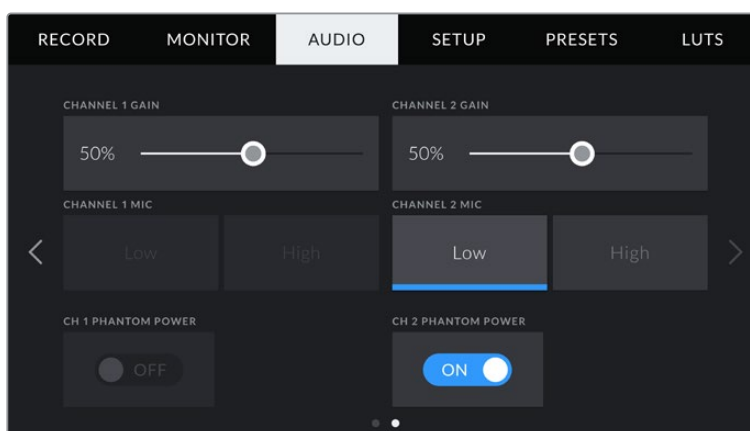 RECORD MONITOR AUDIO SETUP PRESETS LUTS
CHANNEL 1 GAIN CHANNEL 2 GAIN
50% 50%
CHANNEL 1 MIC CHANNEL 2 MIC
Low High Low High
CH 1 PHANTOM POWER CH 2 PHANTOM POWER
OFF ON